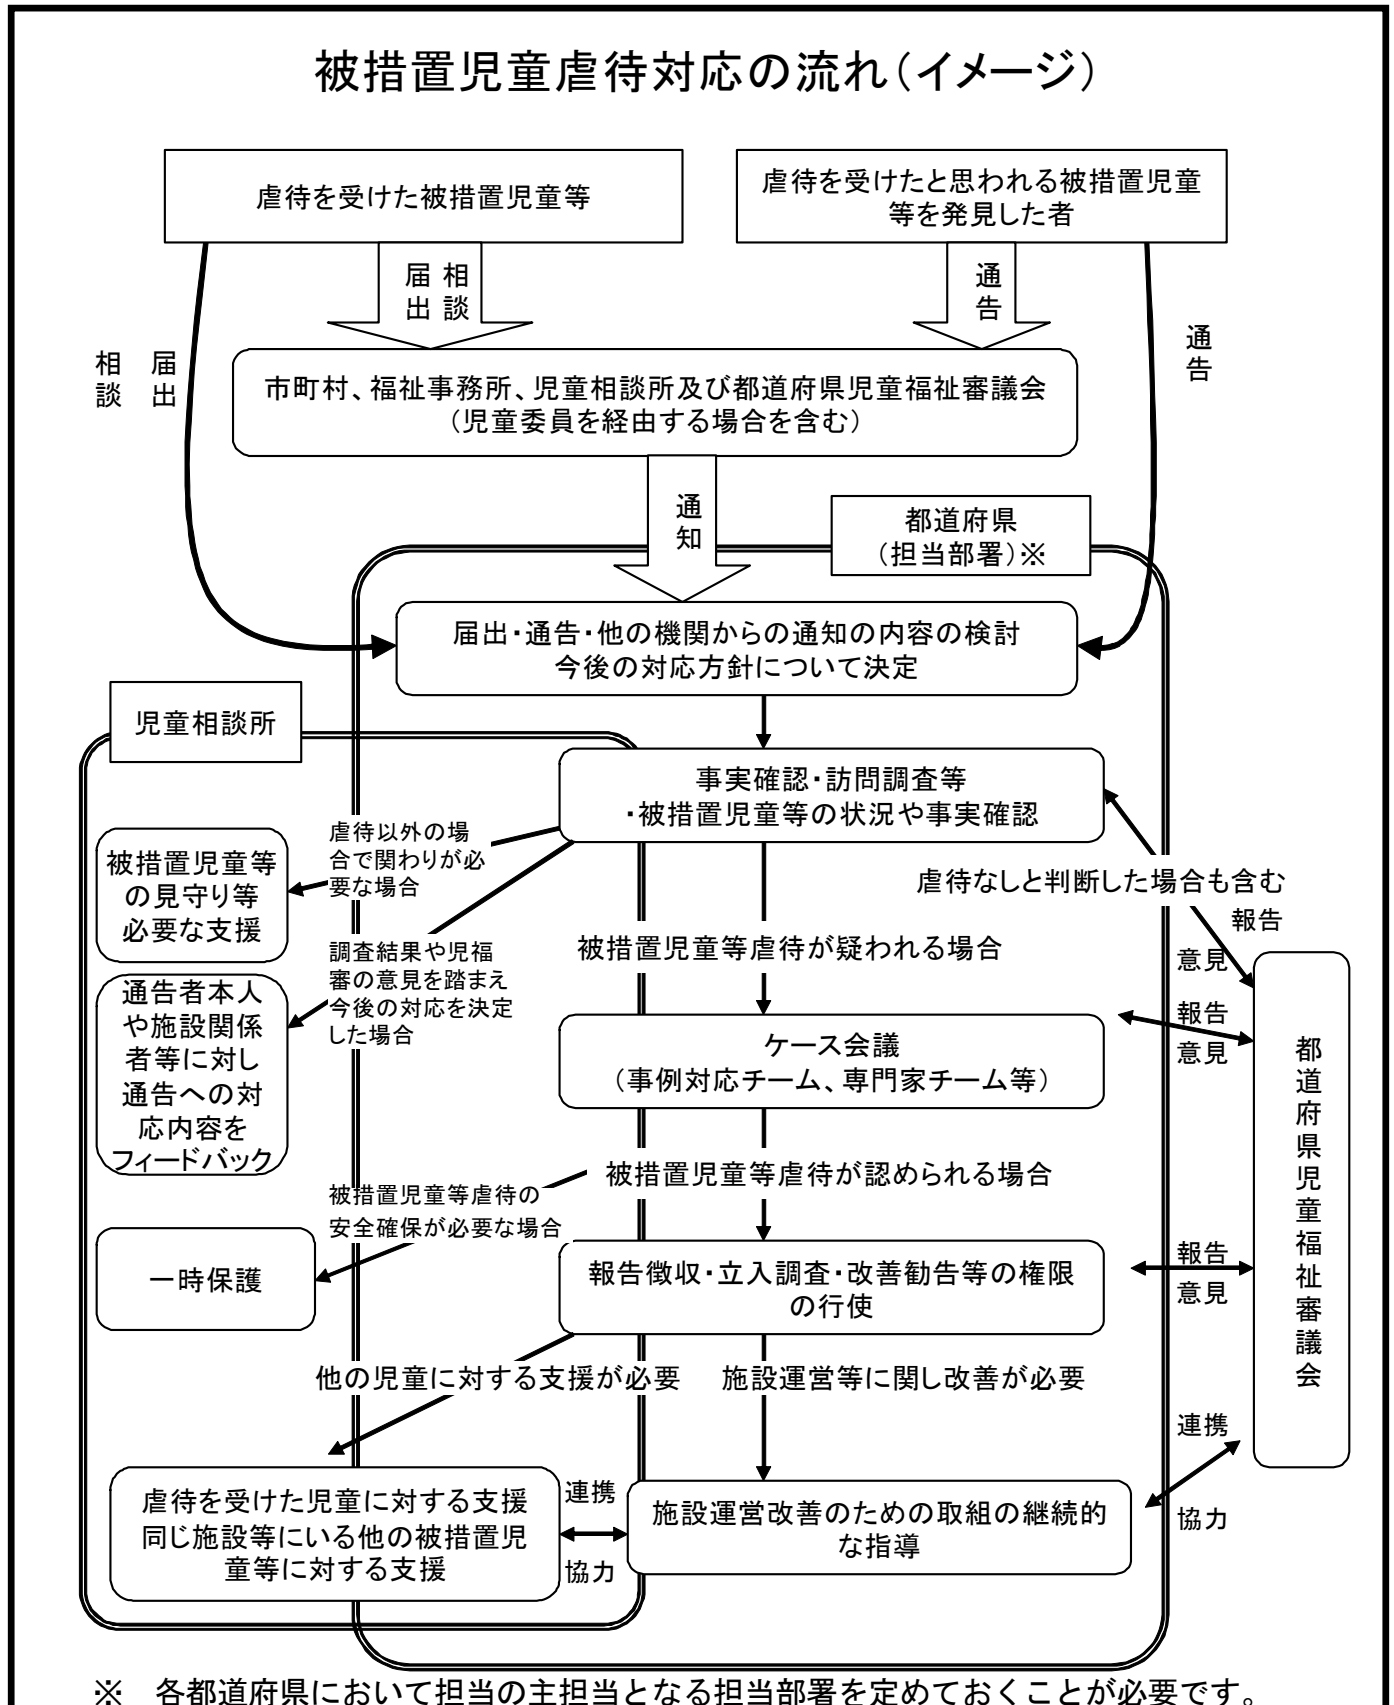 被措置児童虐待対応の流れ（イメージ）
虐待を受けた被措置児童等
虐待を受けたと思われる被措置児童
等を発見した者
届出
相談
通告
相談
届出
通告
市町村、福祉事務所、児童相談所及び都道府県児童福祉審議会
（児童委員を経由する場合を含む）
通知
都道府県
（担当部署）※
届出・通告・他の機関からの通知の内容の検討
今後の対応方針について決定
児童相談所
事実確認・訪問調査等
・被措置児童等の状況や事実確認
虐待以外の場
合で関わりが必
要な場合
被措置児童等
の見守り等
必要な支援
虐待なしと判断した場合も含む
報告
意見
調査結果や児福
審の意見を踏まえ
今後の対応を決定
した場合
被措置児童等虐待が疑われる場合
通告者本人
や施設関係
者等に対し
通告への対
応内容を
フィードバック
ケース会議
（事例対応チーム、専門家チーム等）
報告
意見
都道府県児童福祉審議会
被措置児童等虐待が認められる場合
被措置児童等虐待の
安全確保が必要な場合
一時保護
報告徴収・立入調査・改善勧告等の権限
の行使
報告
意見
他の児童に対する支援が必要
施設運営等に関し改善が必要
連携
協力
虐待を受けた児童に対する支援
同じ施設等にいる他の被措置児
童等に対する支援
連携
協力
施設運営改善のための取組の継続的
な指導
※　各都道府県において担当の主担当となる担当部署を定めておくことが必要です。